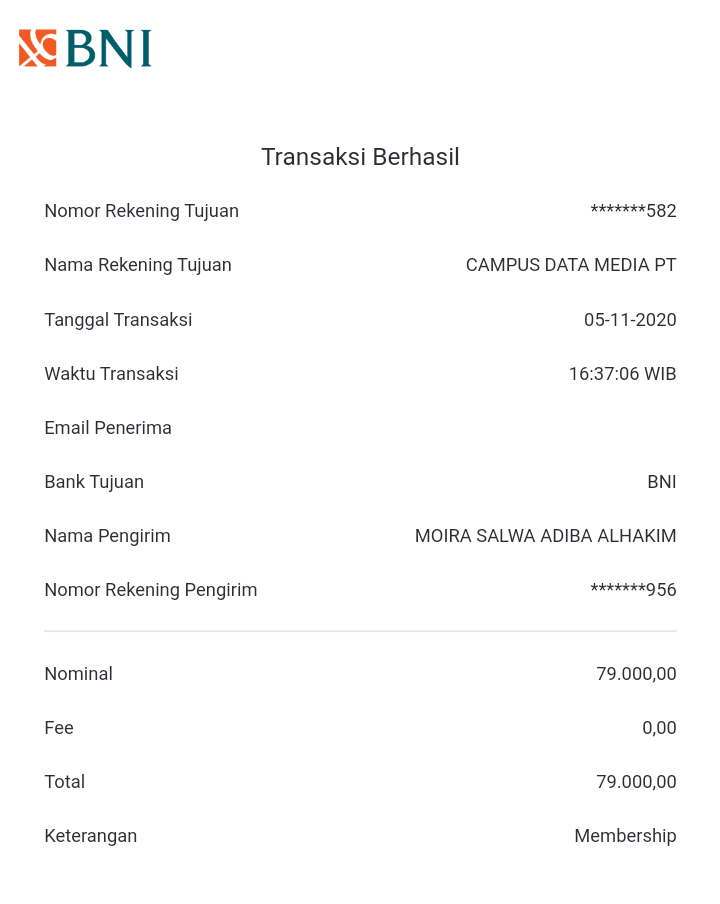 BNI
Transaksi Berhasil
Nomor Rekening Tujuan *******582
Nama Rekening Tujuan CAMPUS DATA MEDIA PT
Tanggal Transaksi 05-11-2020
Waktu Transaksi 16:37:06 WIB
Email Penerima
Bank Tujuan BNI
Nama Pengirim MOIRA SALWA ADIBA ALHAKIM
Nomor Rekening Pengirim *******956
Nominal 79.000,00
Fee 0,00
Total 79.000,00
Keterangan Membership